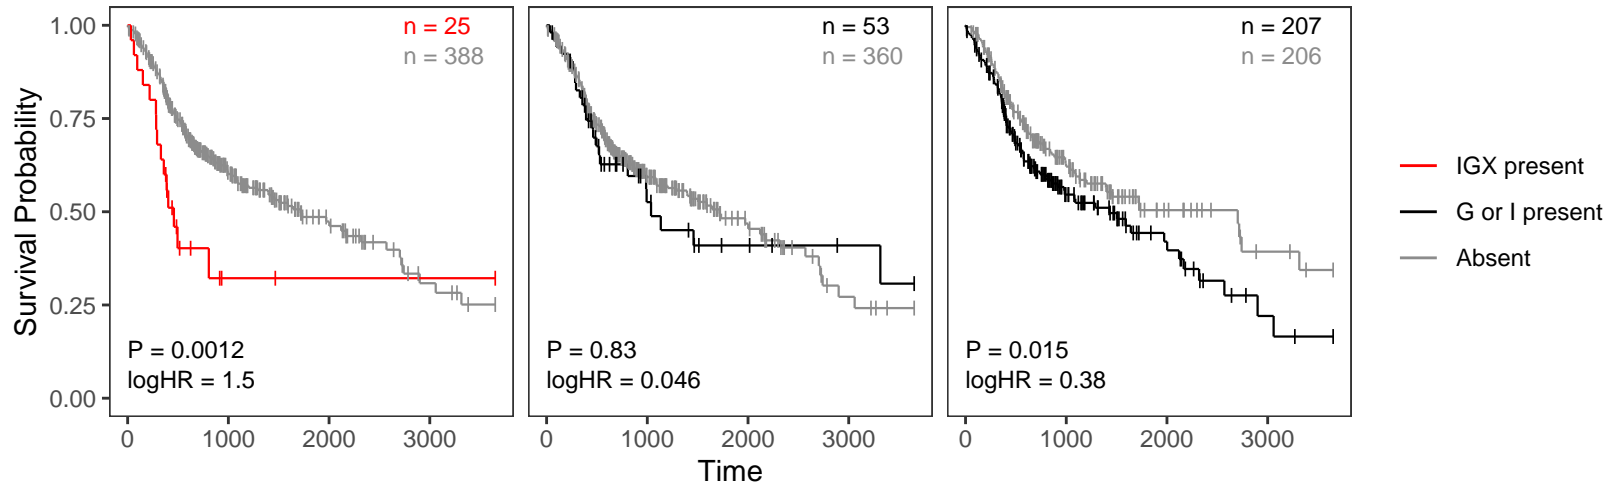 Survival Probability
1.00
0.75
0.50
0.25
0.00
n = 25
n = 388
P = 0.0012
logHR = 1.5
0 1000 2000 3000
n = 53
n = 360
P = 0.83
logHR = 0.046
0 1000 2000 3000
n = 207
n = 206
P = 0.015
logHR = 0.38
0 1000 2000 3000
Time
IGX present
G or I present
Absent